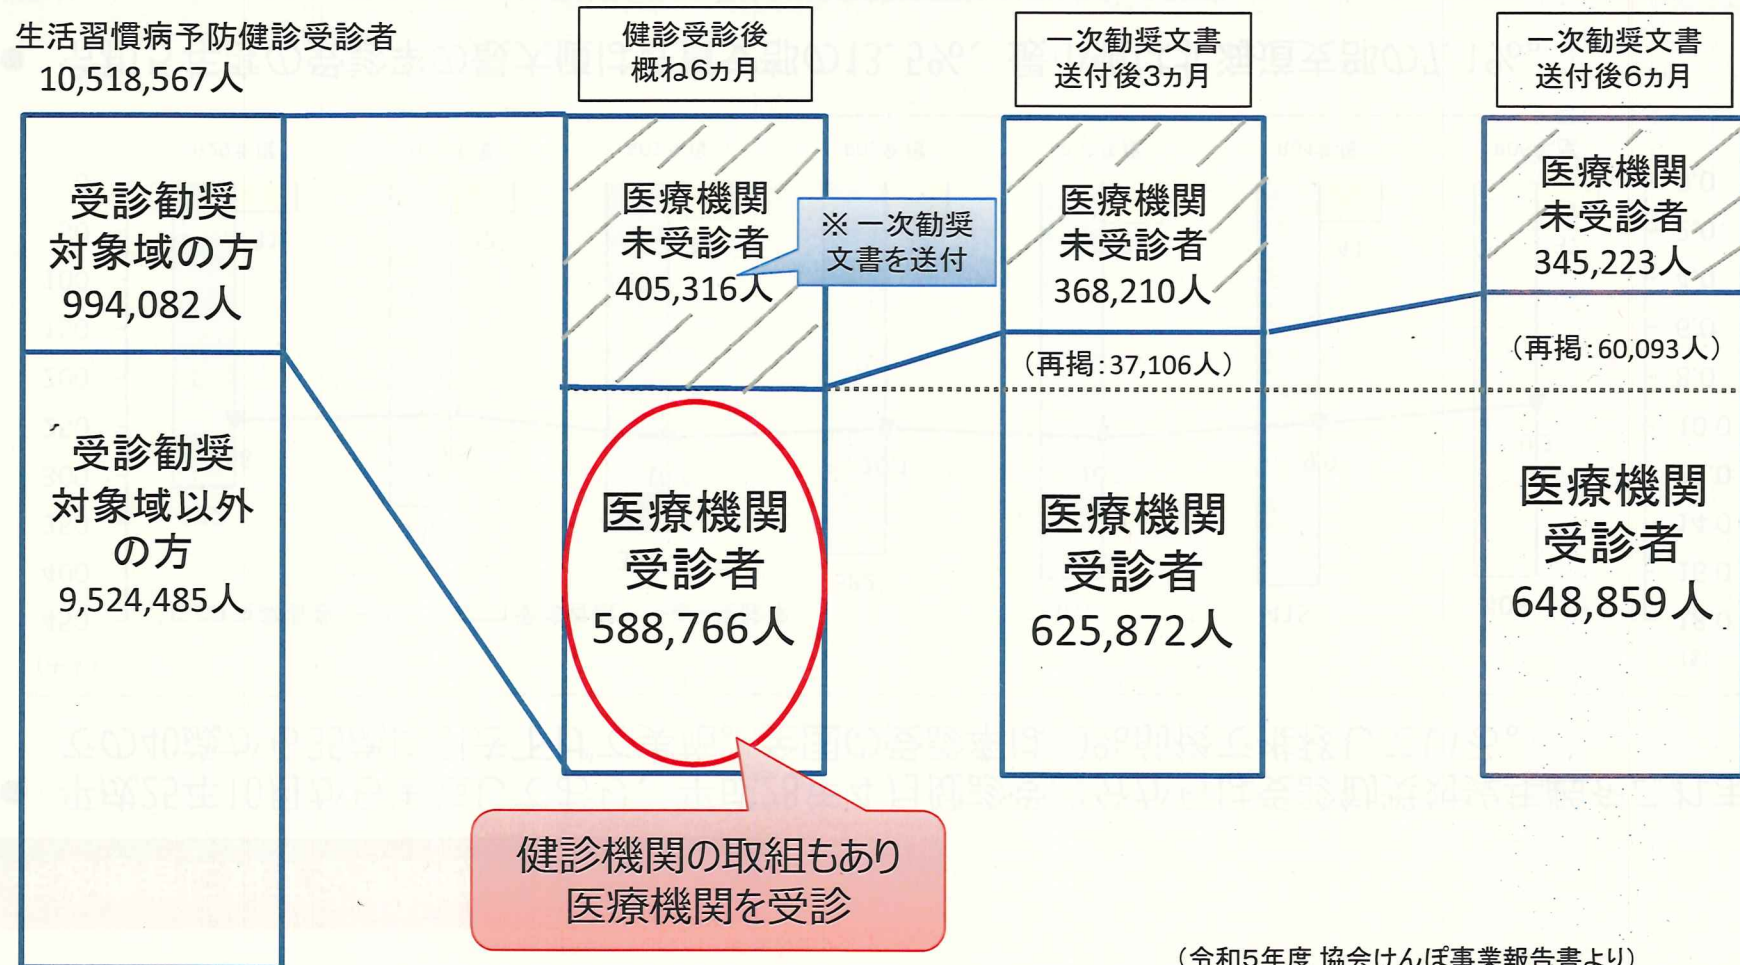 生活習慣病予防健診受診者
10,518,567人
受診勧奨
対象域の方
994,082人
受診勧奨
対象域以外
の方
9,524,485人
健診受診後
概ね6ヵ月
医療機関
未受診者
405,316人
※一次勧奨
文書を送付
医療機関
受診者
588,766人
健診機関の取組もあり
医療機関を受診
一次勧奨文書
送付後3ヵ月
医療機関
未受診者
368,210人
（再掲：37,106人）
医療機関
受診者
625,872人
一次勧奨文書
送付後6ヵ月
医療機関
未受診者
345,223人
（再掲：60,093人）
医療機関
受診者
648,859人
（令和5年度 協会けんぽ事業報告書より）